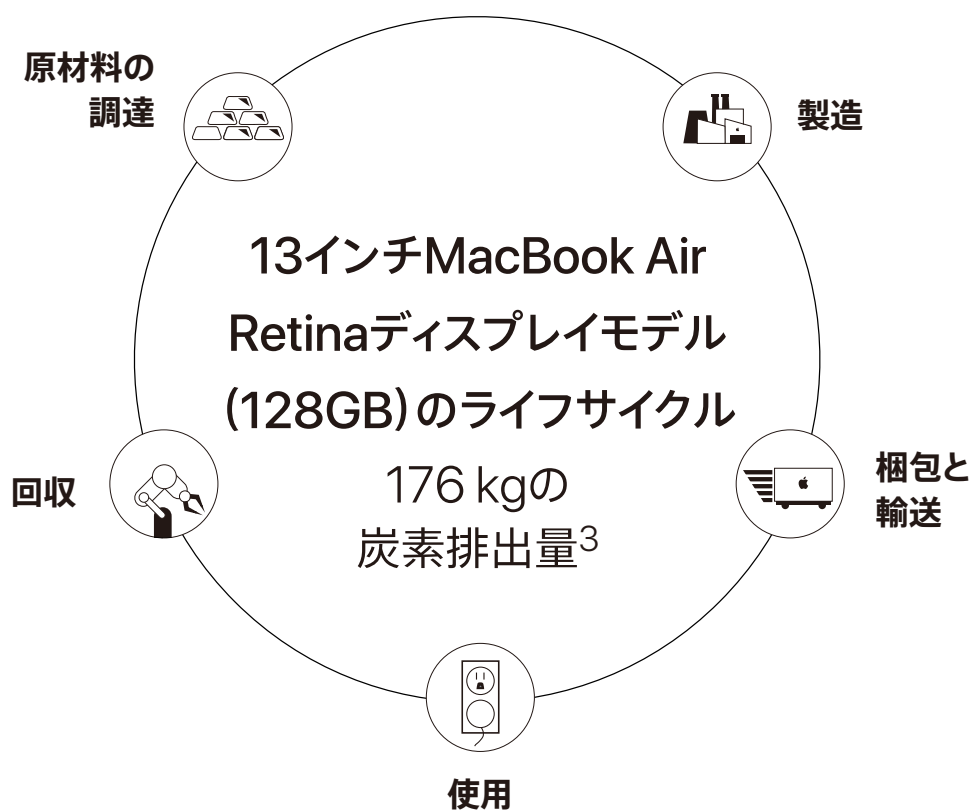 原材料の
調達
製造
13インチMacBook Air
Retinaディスプレイモデル
(128GB)のライフサイクル
176 kgの
炭素排出量3
回収
梱包と
輸送
使用